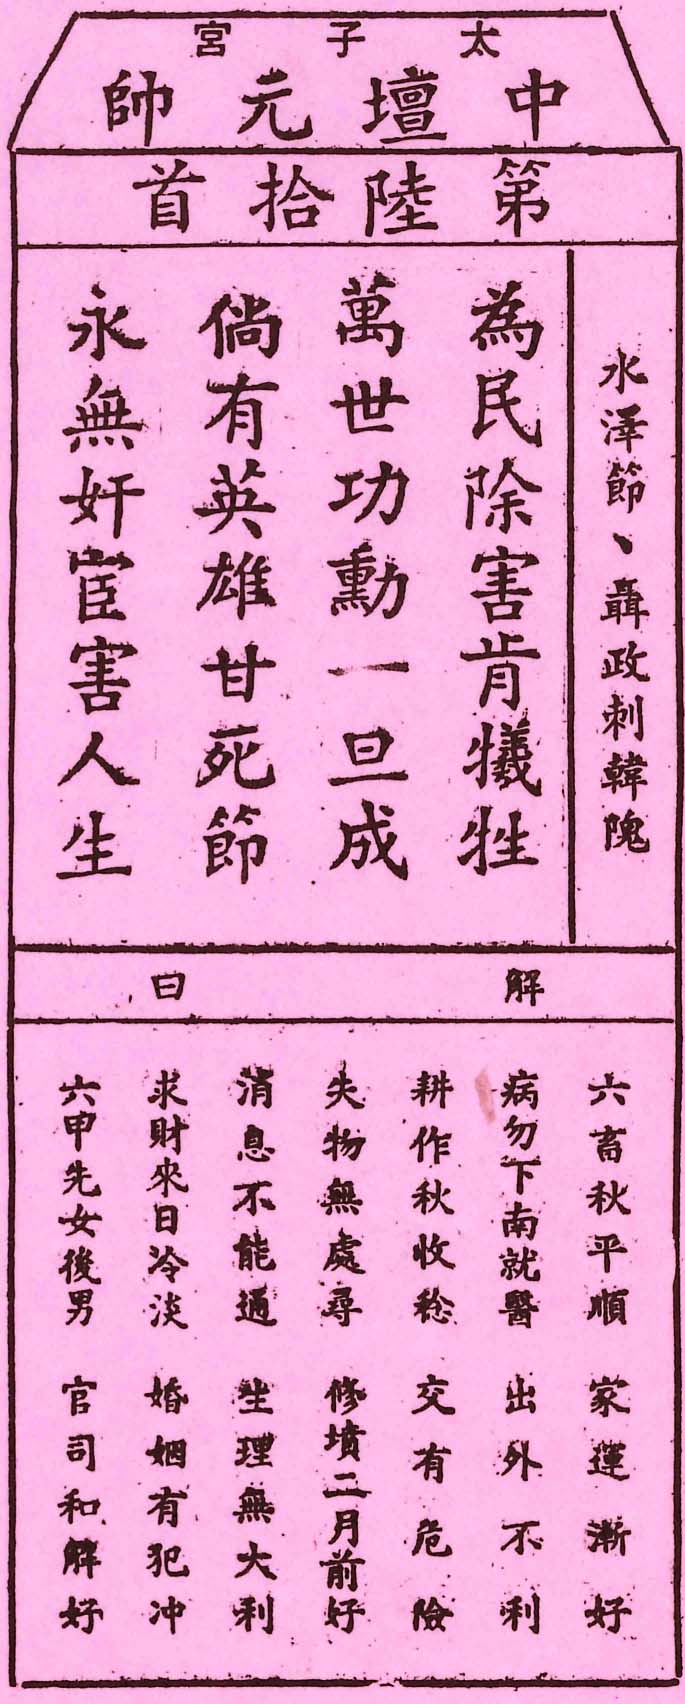 太子宮
中壇元帥
第陸拾首
水澤節、聶政刺韓隗
為民除害肯犧牲
萬世功勳一旦成
倘有英雄甘死節
永無奸宦害人生
解曰
六畜秋平順 家運漸好
病勿下南就醫 出外不利
耕作秋收稔 交有危險
失物無處尋 修墳二月前好
消息不能通 生理無大利
求財來日冷淡 婚姻有犯冲
六甲先女後男 官司和解好